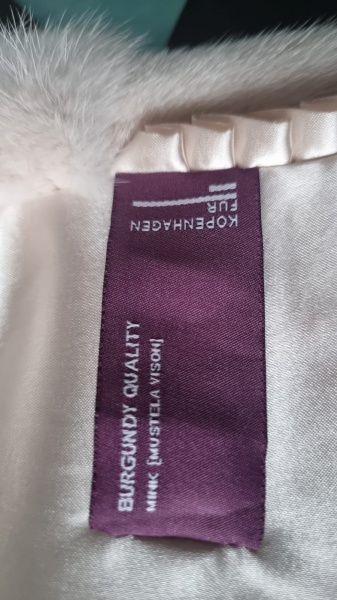 KOPENHAGEN
FUR
BURGUNDY QUALITY
MINK [MUSTELA VISON]